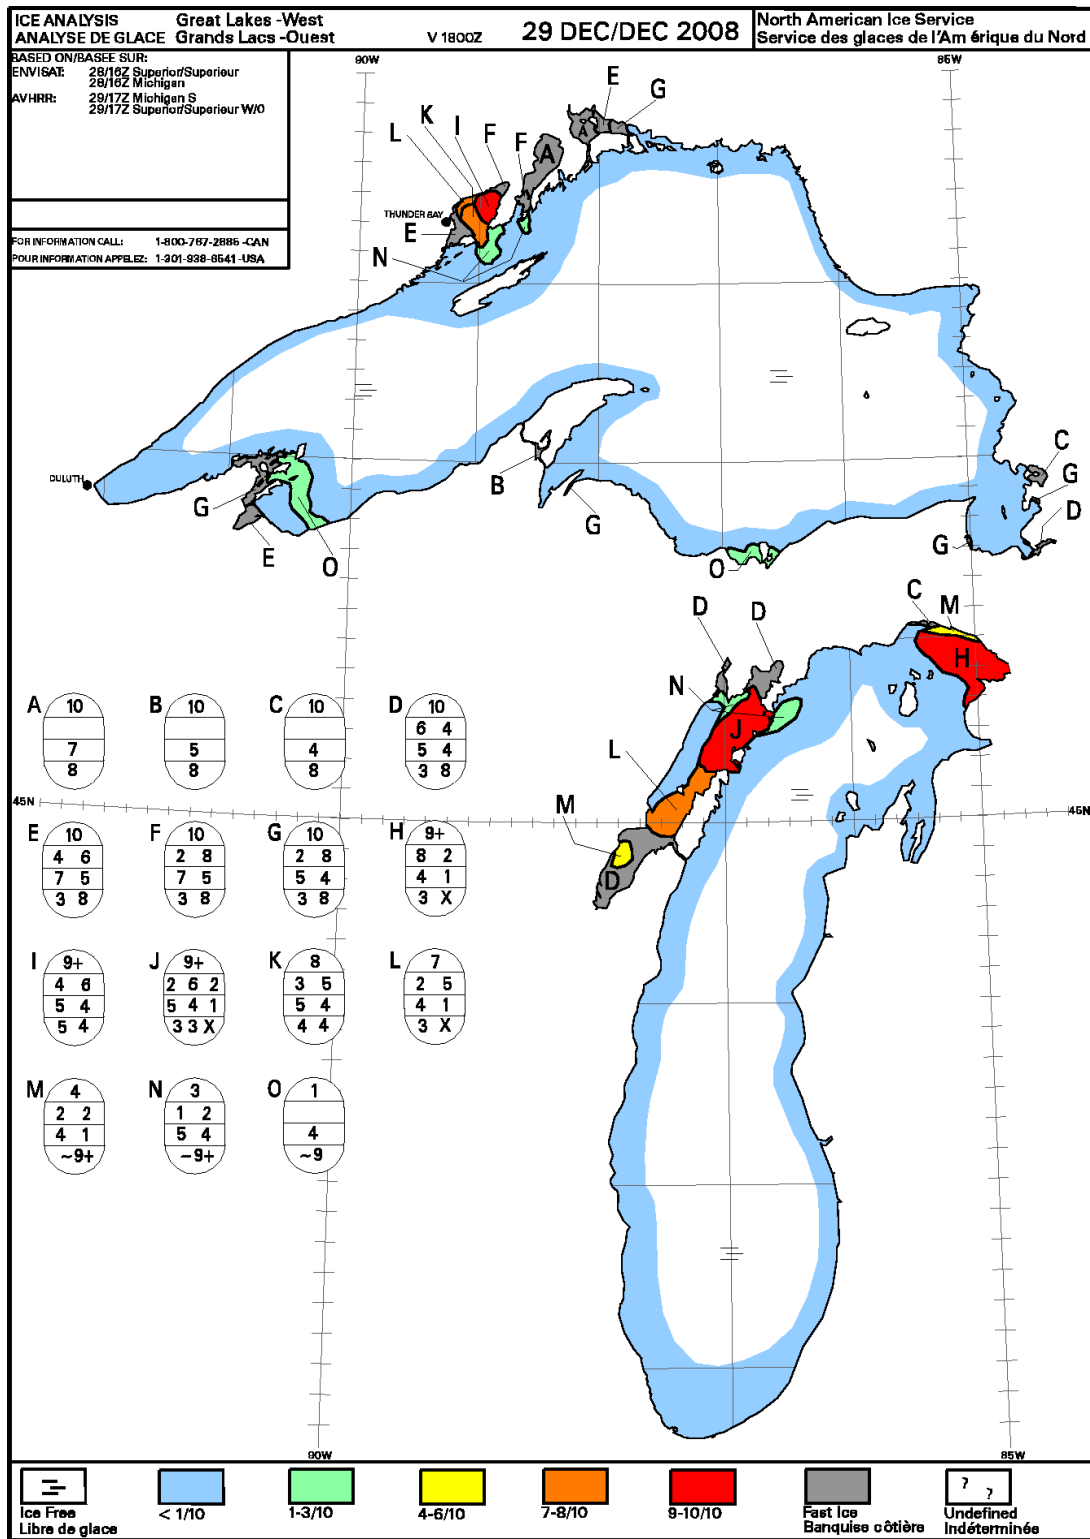 ICE ANALYSIS Great Lakes -West
ANALYSE DE GLACE Grands Lacs -Ouest
V 1800Z
29 DEC/DEC 2008
North American Ice Service
Service des glaces de l'Am érique du Nord
BASED ON/BASEE SUR:
ENVISAT: 28/16Z Superior/Superieur
28/16Z Michigan
AVHRR: 29/17Z Michigan S
29/17Z Superior/Superieur W/O
FOR INFORMATION CALL: 1-800-767-2885 -CAN
POUR INFORMATION APPELEZ: 1-301-938-6541 -USA
90W
85W
E
G
K
I
F
L
F
A
A
THUNDER BAY
E
N
DULUTH
G
E
O
B
G
O
C
G
D
G
C
M
H
D
D
N
J
L
M
D
A 10
7
8
B 10
5
8
C 10
4
8
D 10
6 4
5 4
3 8
45N
45N
E 10
4 6
7 5
3 8
F 10
2 8
7 5
3 8
G 10
2 8
5 4
3 8
H 9+
8 2
4 1
3 X
I 9+
4 6
5 4
5 4
J 9+
2 6 2
5 4 1
3 3 X
K 8
3 5
5 4
4 4
L 7
2 5
4 1
3 X
M 4
2 2
4 1
~9+
N 3
1 2
5 4
~9+
O 1
4
~9
90W
85W
Ice Free
Libre de glace
< 1/10
1-3/10
4-6/10
7-8/10
9-10/10
Fast Ice
Banquise côtière
? ?
Undefined
Indéterminée